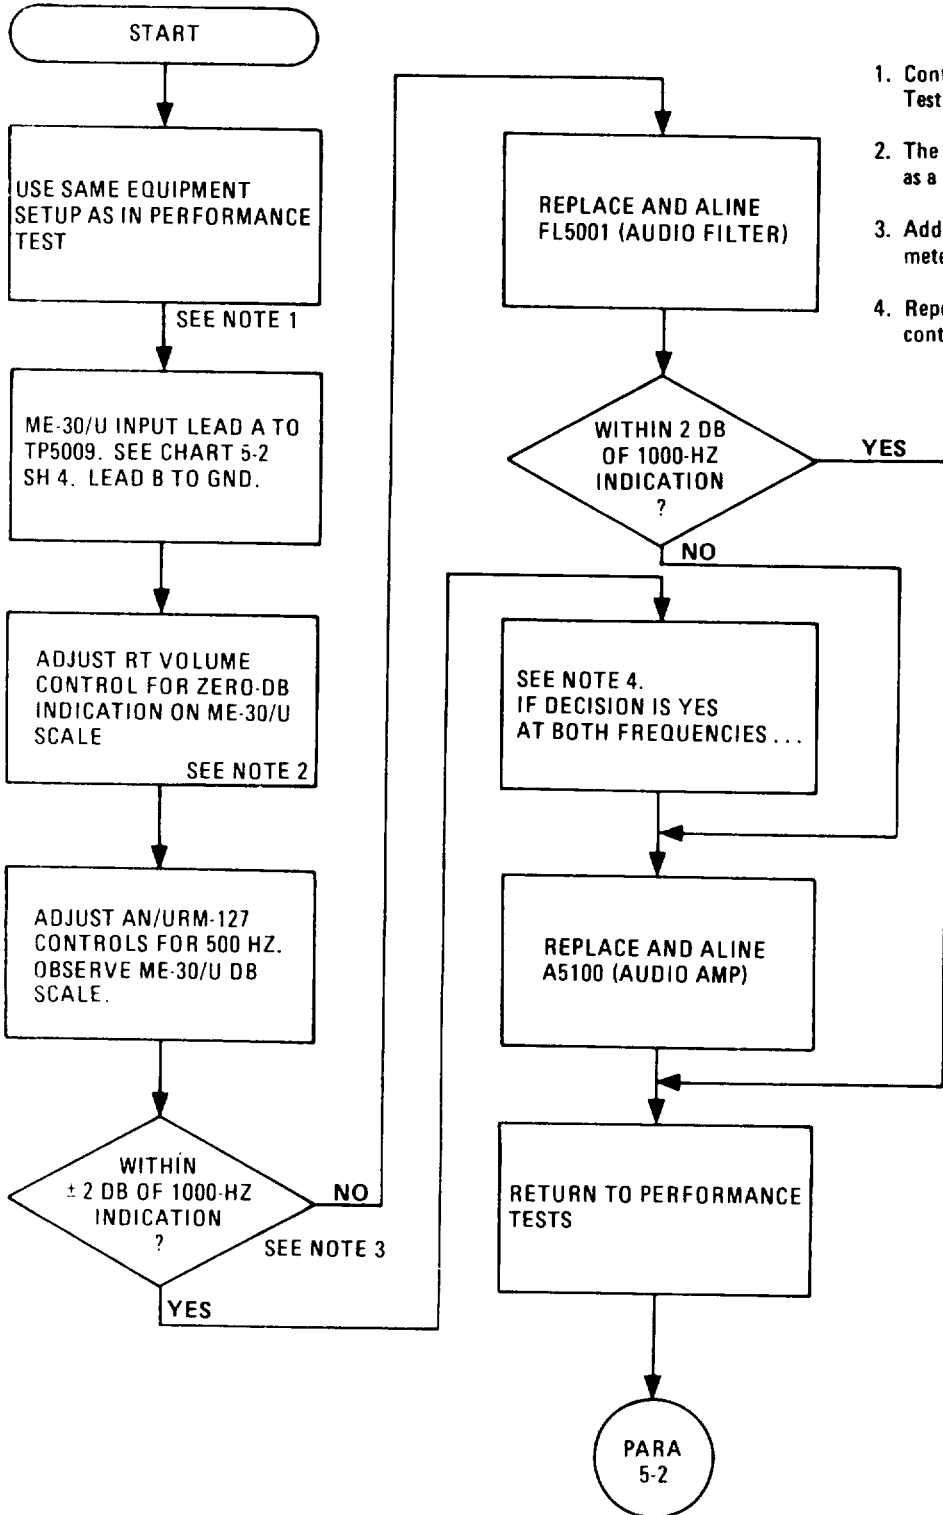 START
USE SAME EQUIPMENT
SETUP AS IN PERFORMANCE
TEST
SEE NOTE 1
ME-30/U INPUT LEAD A TO
TP5009. SEE CHART 5-2
SH 4. LEAD B TO GND.
ADJUST RT VOLUME
CONTROL FOR ZERO-DB
INDICATION ON ME-30/U
SCALE
SEE NOTE 2
ADJUST AN/URM-127
CONTROLS FOR 500 HZ.
OBSERVE ME-30/U DB
SCALE.
WITHIN
± 2 DB OF 1000-HZ
INDICATION
?
NO
SEE NOTE 3
YES
REPLACE AND ALINE
FL5001 (AUDIO FILTER)
WITHIN 2 DB
OF 1000-HZ
INDICATION
?
YES
NO
SEE NOTE 4.
IF DECISION IS YES
AT BOTH FREQUENCIES ...
REPLACE AND ALINE
A5100 (AUDIO AMP)
RETURN TO PERFORMANCE
TESTS
PARA
5-2
1.
Test
2. The
as a
3. Add
4.